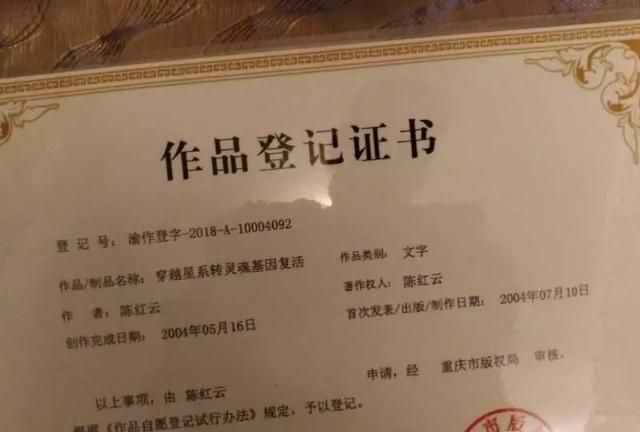 作品登记证书
登 记 号：渝作登字-2018-A-10004092
作品/制品名称：穿越星系转灵魂基因复活
作品类别：文字
作 者：陈红云
著作权人：陈红云
创作完成日期：2004年05月16日
首次发表/出版/制作日期：2004年07月10日
以上事项，由 陈红云 申请，经 重庆市版权局 审核，
根据《作品自愿登记试行办法》规定，予以登记。
市版